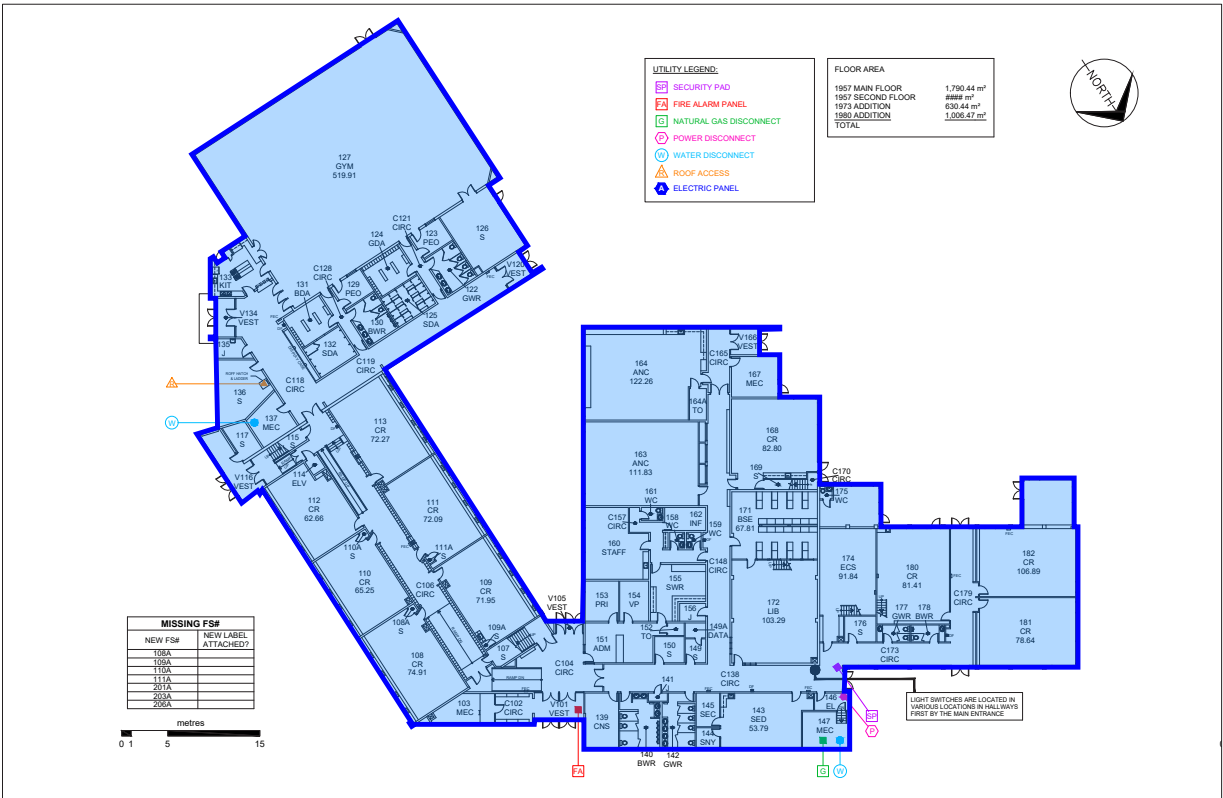 UTILITY LEGEND:
SP SECURITY PAD
FA FIRE ALARM PANEL
G NATURAL GAS DISCONNECT
P POWER DISCONNECT
W WATER DISCONNECT
R ROOF ACCESS
A ELECTRIC PANEL
FLOOR AREA
1957 MAIN FLOOR 1,790.44 m²
1957 SECOND FLOOR #### m²
1973 ADDITION 630.44 m²
1980 ADDITION 1,006.47 m²
TOTAL
NORTH
127
GYM
519.91
C121
CIRC
124
GDA
123
PEO
126
S
C128
CIRC
V120
VEST
133
KIT
131
BDA
129
PEO
122
GWR
V134
VEST
130
BWR
125
SDA
135
J
132
SDA
C119
CIRC
ROOF HATCH
& LADDER
C118
CIRC
R
136
S
W
137
MEC
117
S
115
S
113
CR
72.27
V116
VEST
114
ELV
112
CR
62.66
111
CR
72.09
110A
S
111A
S
110
CR
65.25
C106
CIRC
109
CR
71.95
108A
S
109A
S
108
CR
74.91
107
S
V105
VEST
C104
CIRC
RAMP DN
103
MEC
C102
CIRC
V101
VEST
FA
164
ANC
122.26
C165
CIRC
V166
VEST
167
MEC
164A
TO
163
ANC
111.83
168
CR
82.80
169
S
C170
CIRC
161
WC
C157
CIRC
158
WC
162
INF
159
WC
171
BSE
67.81
175
WC
160
STAFF
C148
CIRC
155
SWR
153
PRI
154
VP
156
J
172
LIB
103.29
174
ECS
91.84
180
CR
81.41
182
CR
106.89
C179
CIRC
177
GWR
178
BWR
176
S
181
CR
78.64
C173
CIRC
151
ADM
152
TO
150
S
149
S
149A
DATA
C138
CIRC
141
J
139
CNS
140
BWR
142
GWR
145
SEC
144
SNY
143
SED
53.79
146
EL
147
MEC
SP
P
G
W
LIGHT SWITCHES ARE LOCATED IN
VARIOUS LOCATIONS IN HALLWAYS
FIRST BY THE MAIN ENTRANCE
MISSING FS#
NEW FS# NEW LABEL
ATTACHED?
108A
109A
110A
111A
201A
203A
206A
metres
0 1 5 15